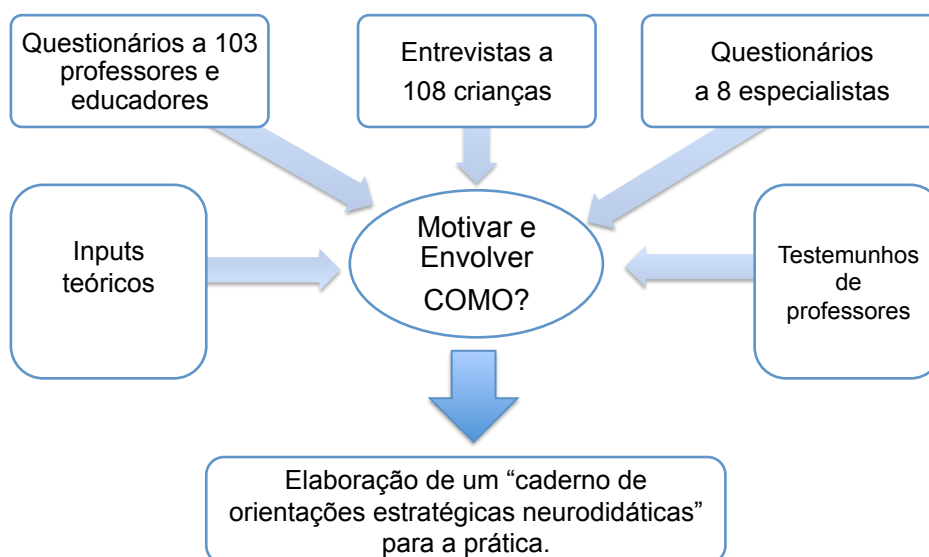 Questionários a 103
professores e
educadores
Entrevistas a
108 crianças
Questionários
a 8 especialistas
Inputs
teóricos
Motivar e
Envolver
COMO?
Testemunhos
de
professores
Elaboração de um “caderno de
orientações estratégicas neurodidáticas”
para a prática.